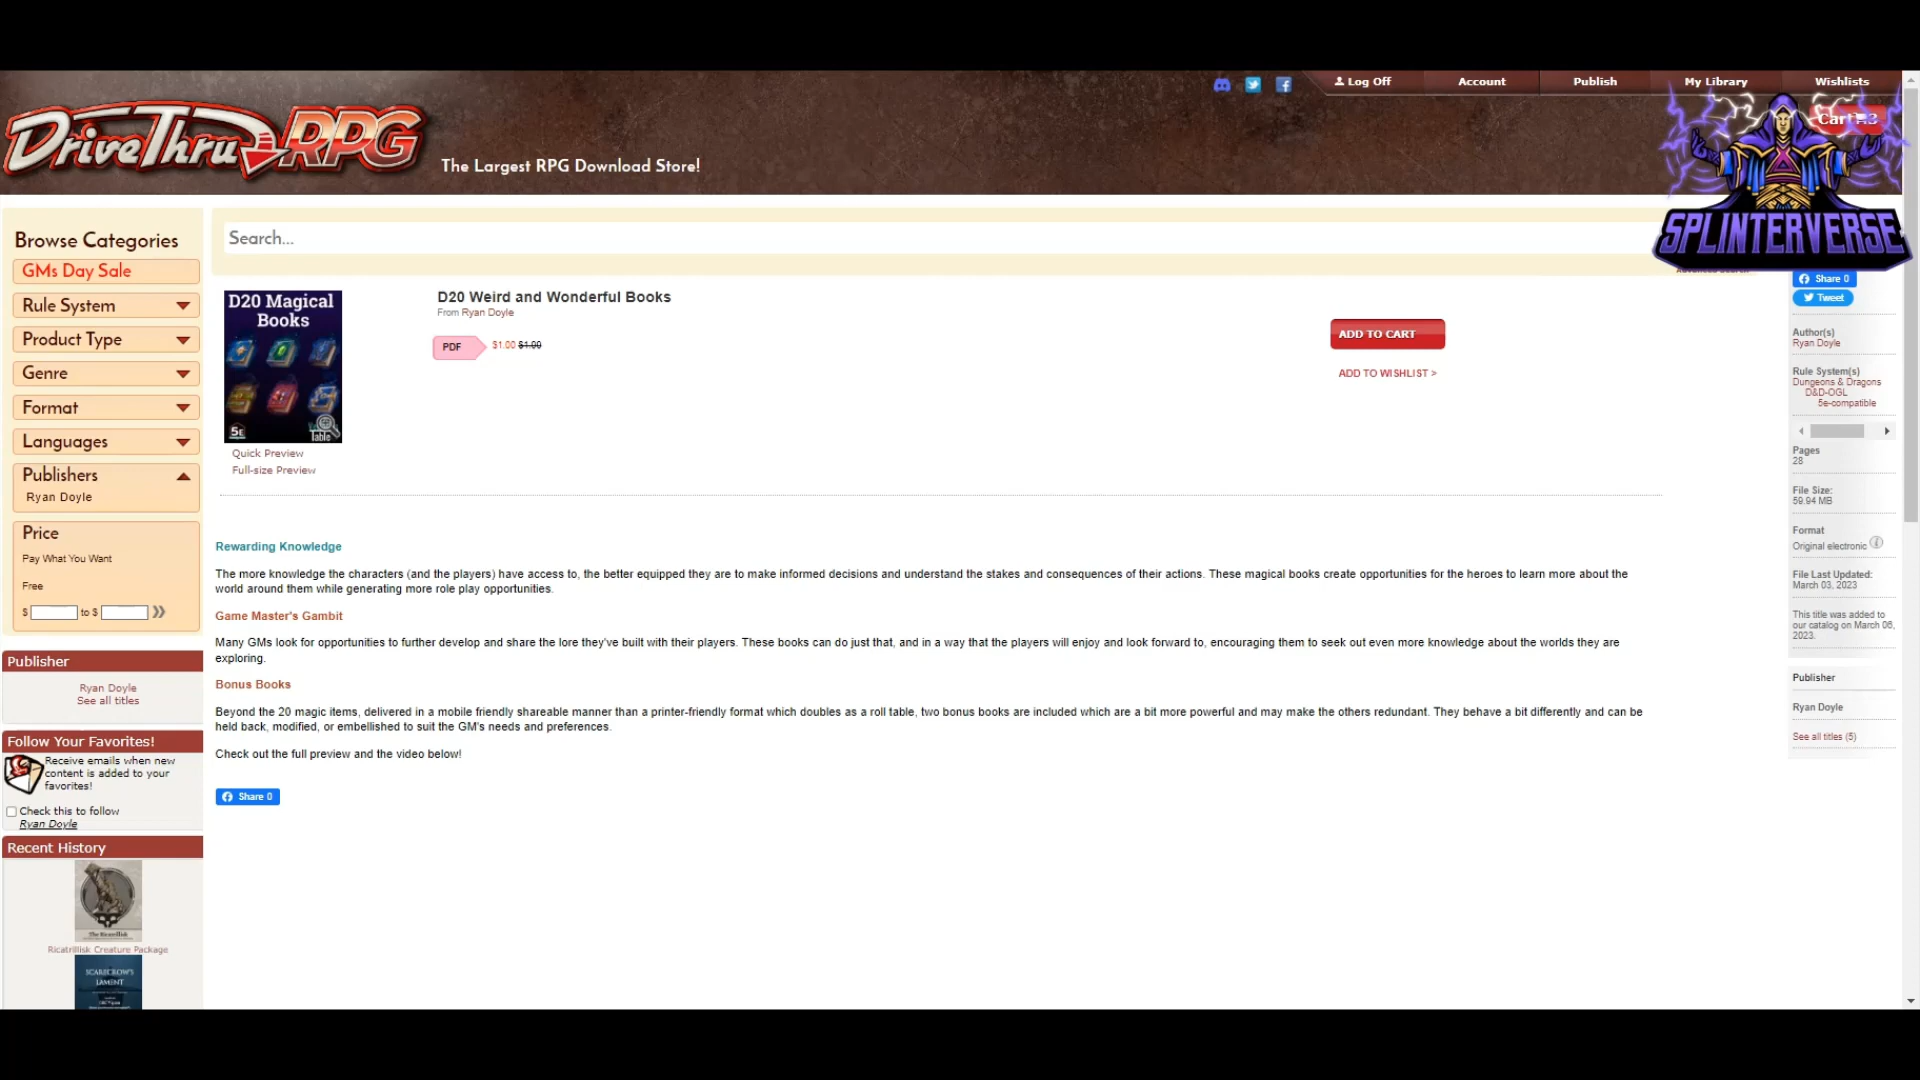 Log Off
Account
Publish
My Library
Wishlists
DriveThruRPG
The Largest RPG Download Store!
SPLINTERVERSE
Browse Categories
GMs Day Sale
Rule System
Product Type
Genre
Format
Languages
Publishers
Ryan Doyle
Price
Pay What You Want
Free
$ to $
Publisher
Ryan Doyle
See all titles
Follow Your Favorites!
Receive emails when new
content is added to your
favorites!
Check this to follow
Ryan Doyle
Recent History
The Ricatrillisk
Ricatrillisk Creature Package
SCARECROW'S
LAMENT
Search...
D20 Magical
Books
5E
Table
Quick Preview
Full-size Preview
D20 Weird and Wonderful Books
From Ryan Doyle
PDF $1.00 $1.00
ADD TO CART
ADD TO WISHLIST >
Rewarding Knowledge
The more knowledge the characters (and the players) have access to, the better equipped they are to make informed decisions and understand the stakes and consequences of their actions. These magical books create opportunities for the heroes to learn more about the
world around them while generating more role play opportunities.
Game Master's Gambit
Many GMs look for opportunities to further develop and share the lore they've built with their players. These books can do just that, and in a way that the players will enjoy and look forward to, encouraging them to seek out even more knowledge about the worlds they are
exploring.
Bonus Books
Beyond the 20 magic items, delivered in a mobile friendly shareable manner than a printer-friendly format which doubles as a roll table, two bonus books are included which are a bit more powerful and may make the others redundant. They behave a bit differently and can be
held back, modified, or embellished to suit the GM's needs and preferences.
Check out the full preview and the video below!
Share 0
Share 0
Tweet
Author(s)
Ryan Doyle
Rule System(s)
Dungeons & Dragons
D&D-OGL
5e-compatible
Pages
28
File Size:
59.94 MB
Format
Original electronic
File Last Updated:
March 03, 2023
This title was added to
our catalog on March 06,
2023.
Publisher
Ryan Doyle
See all titles (5)